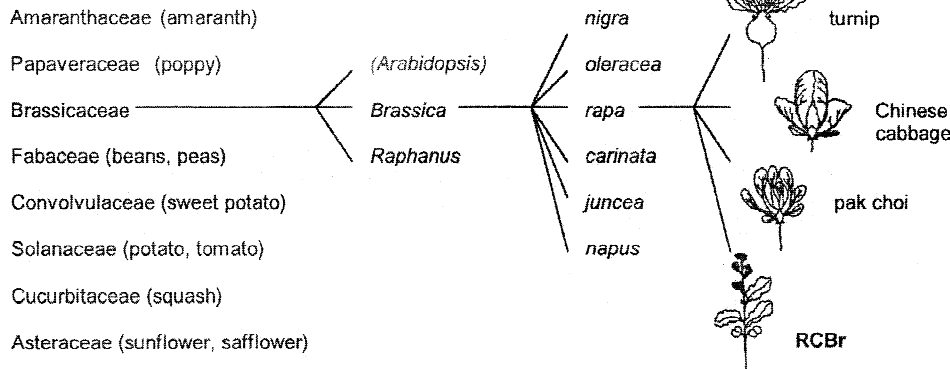 Amaranthaceae (amaranth) nigra turnip
Papaveraceae (poppy) (Arabidopsis) oleracea
Brassicaceae Brassica rapa Chinese
cabbage
Fabaceae (beans, peas) Raphanus carinata
Convolvulaceae (sweet potato) juncea pak choi
Solanaceae (potato, tomato) napus
Cucurbitaceae (squash)
Asteraceae (sunflower, safflower) RCBr